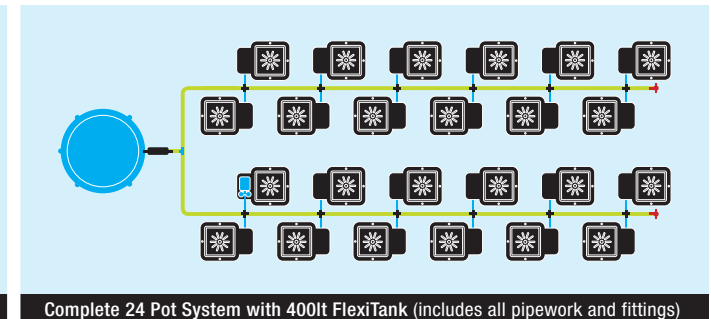 Complete 24 Pot System with 400lt FlexiTank (includes all pipework and fittings)